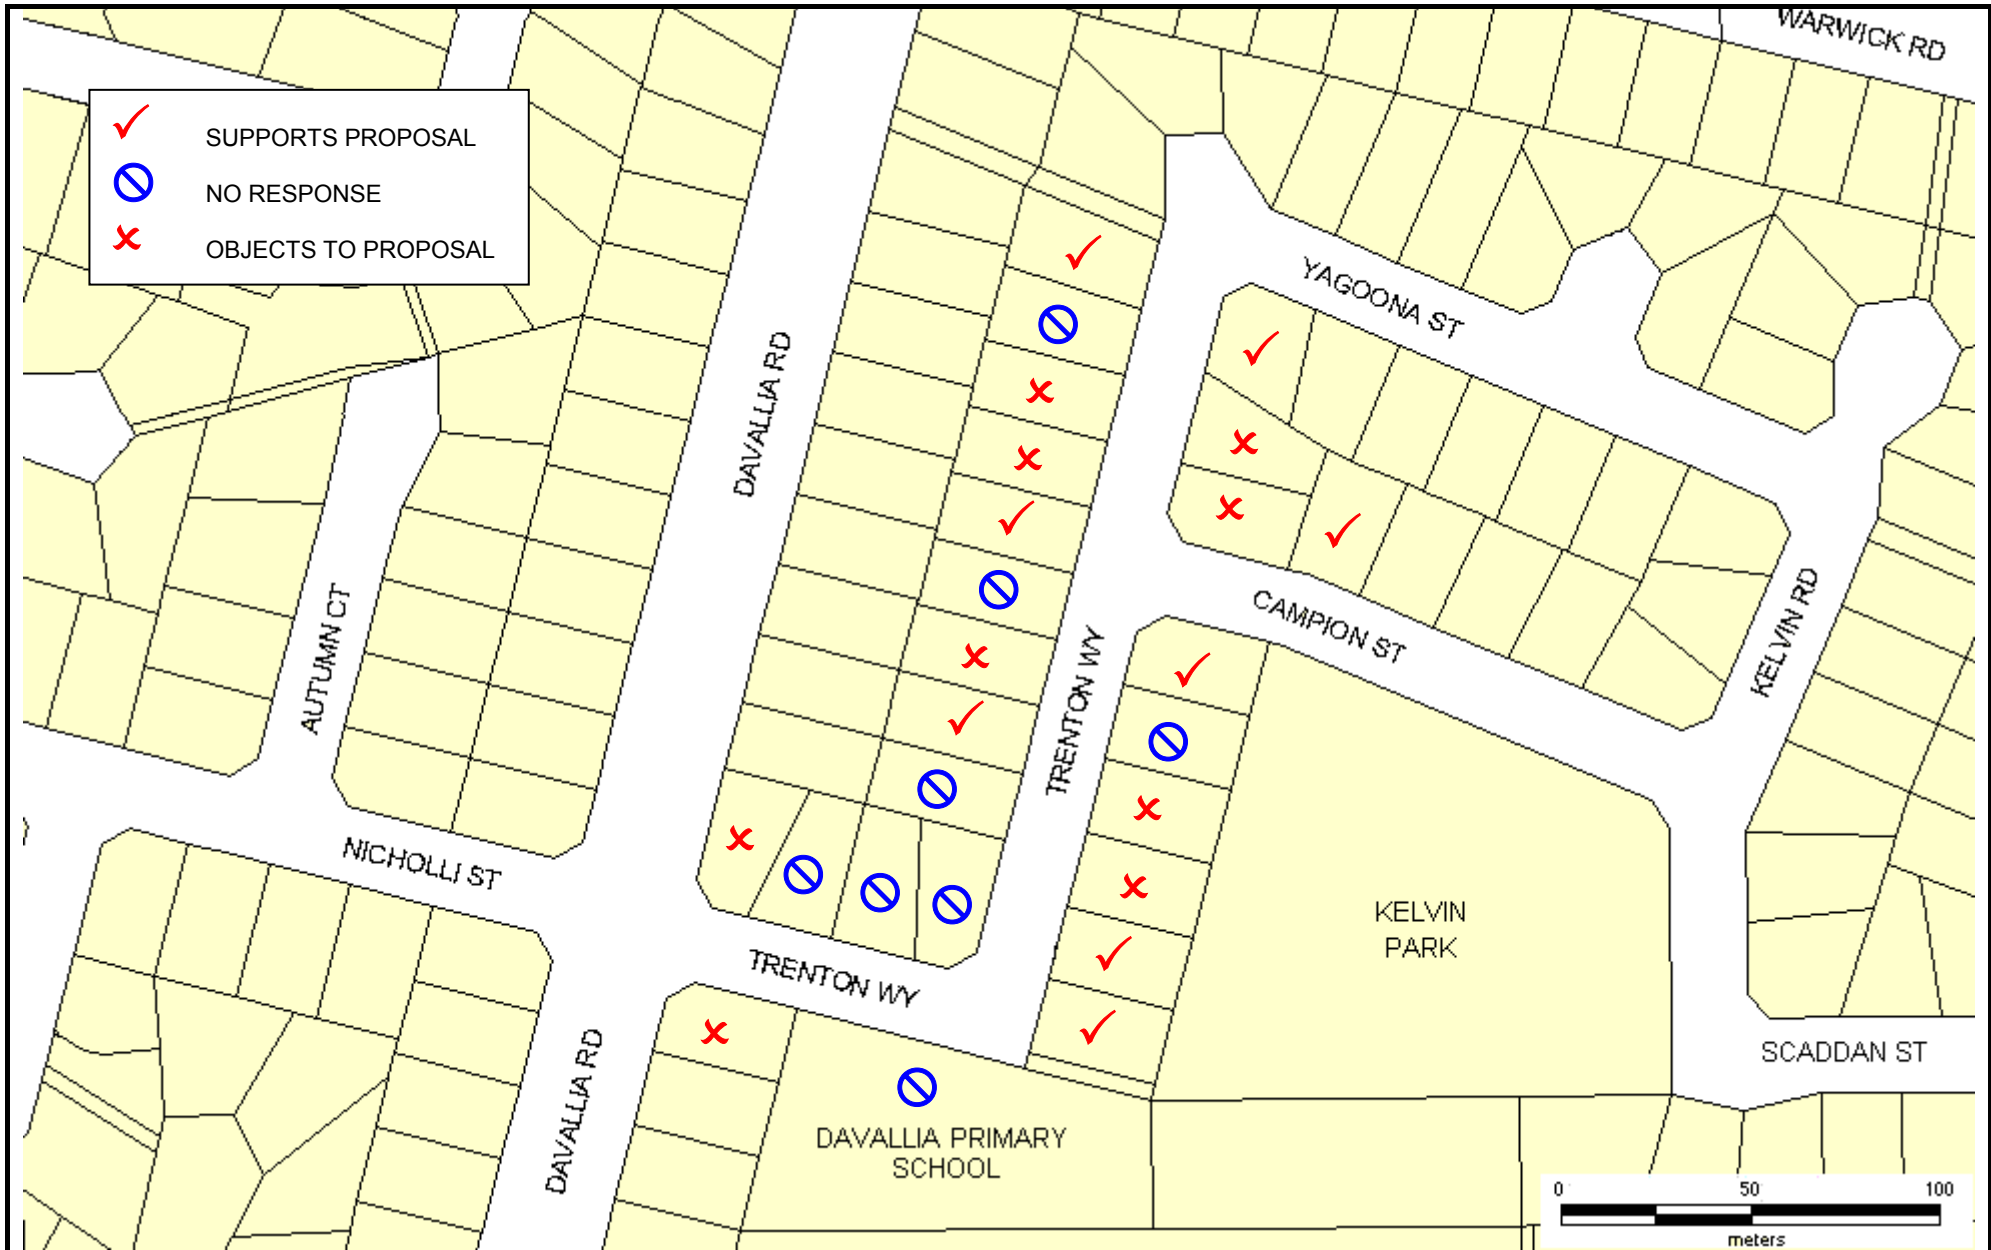 WARWICK RD
SUPPORTS PROPOSAL
NO RESPONSE
OBJECTS TO PROPOSAL
YAGOONA ST
DAVALLIA RD
AUTUMN CT
CAMPION ST
KELVIN RD
TRENTON WY
NICHOLLI ST
KELVIN
PARK
TRENTON WY
DAVALLIA RD
SCADDAN ST
DAVALLIA PRIMARY
SCHOOL
0 50 100
meters